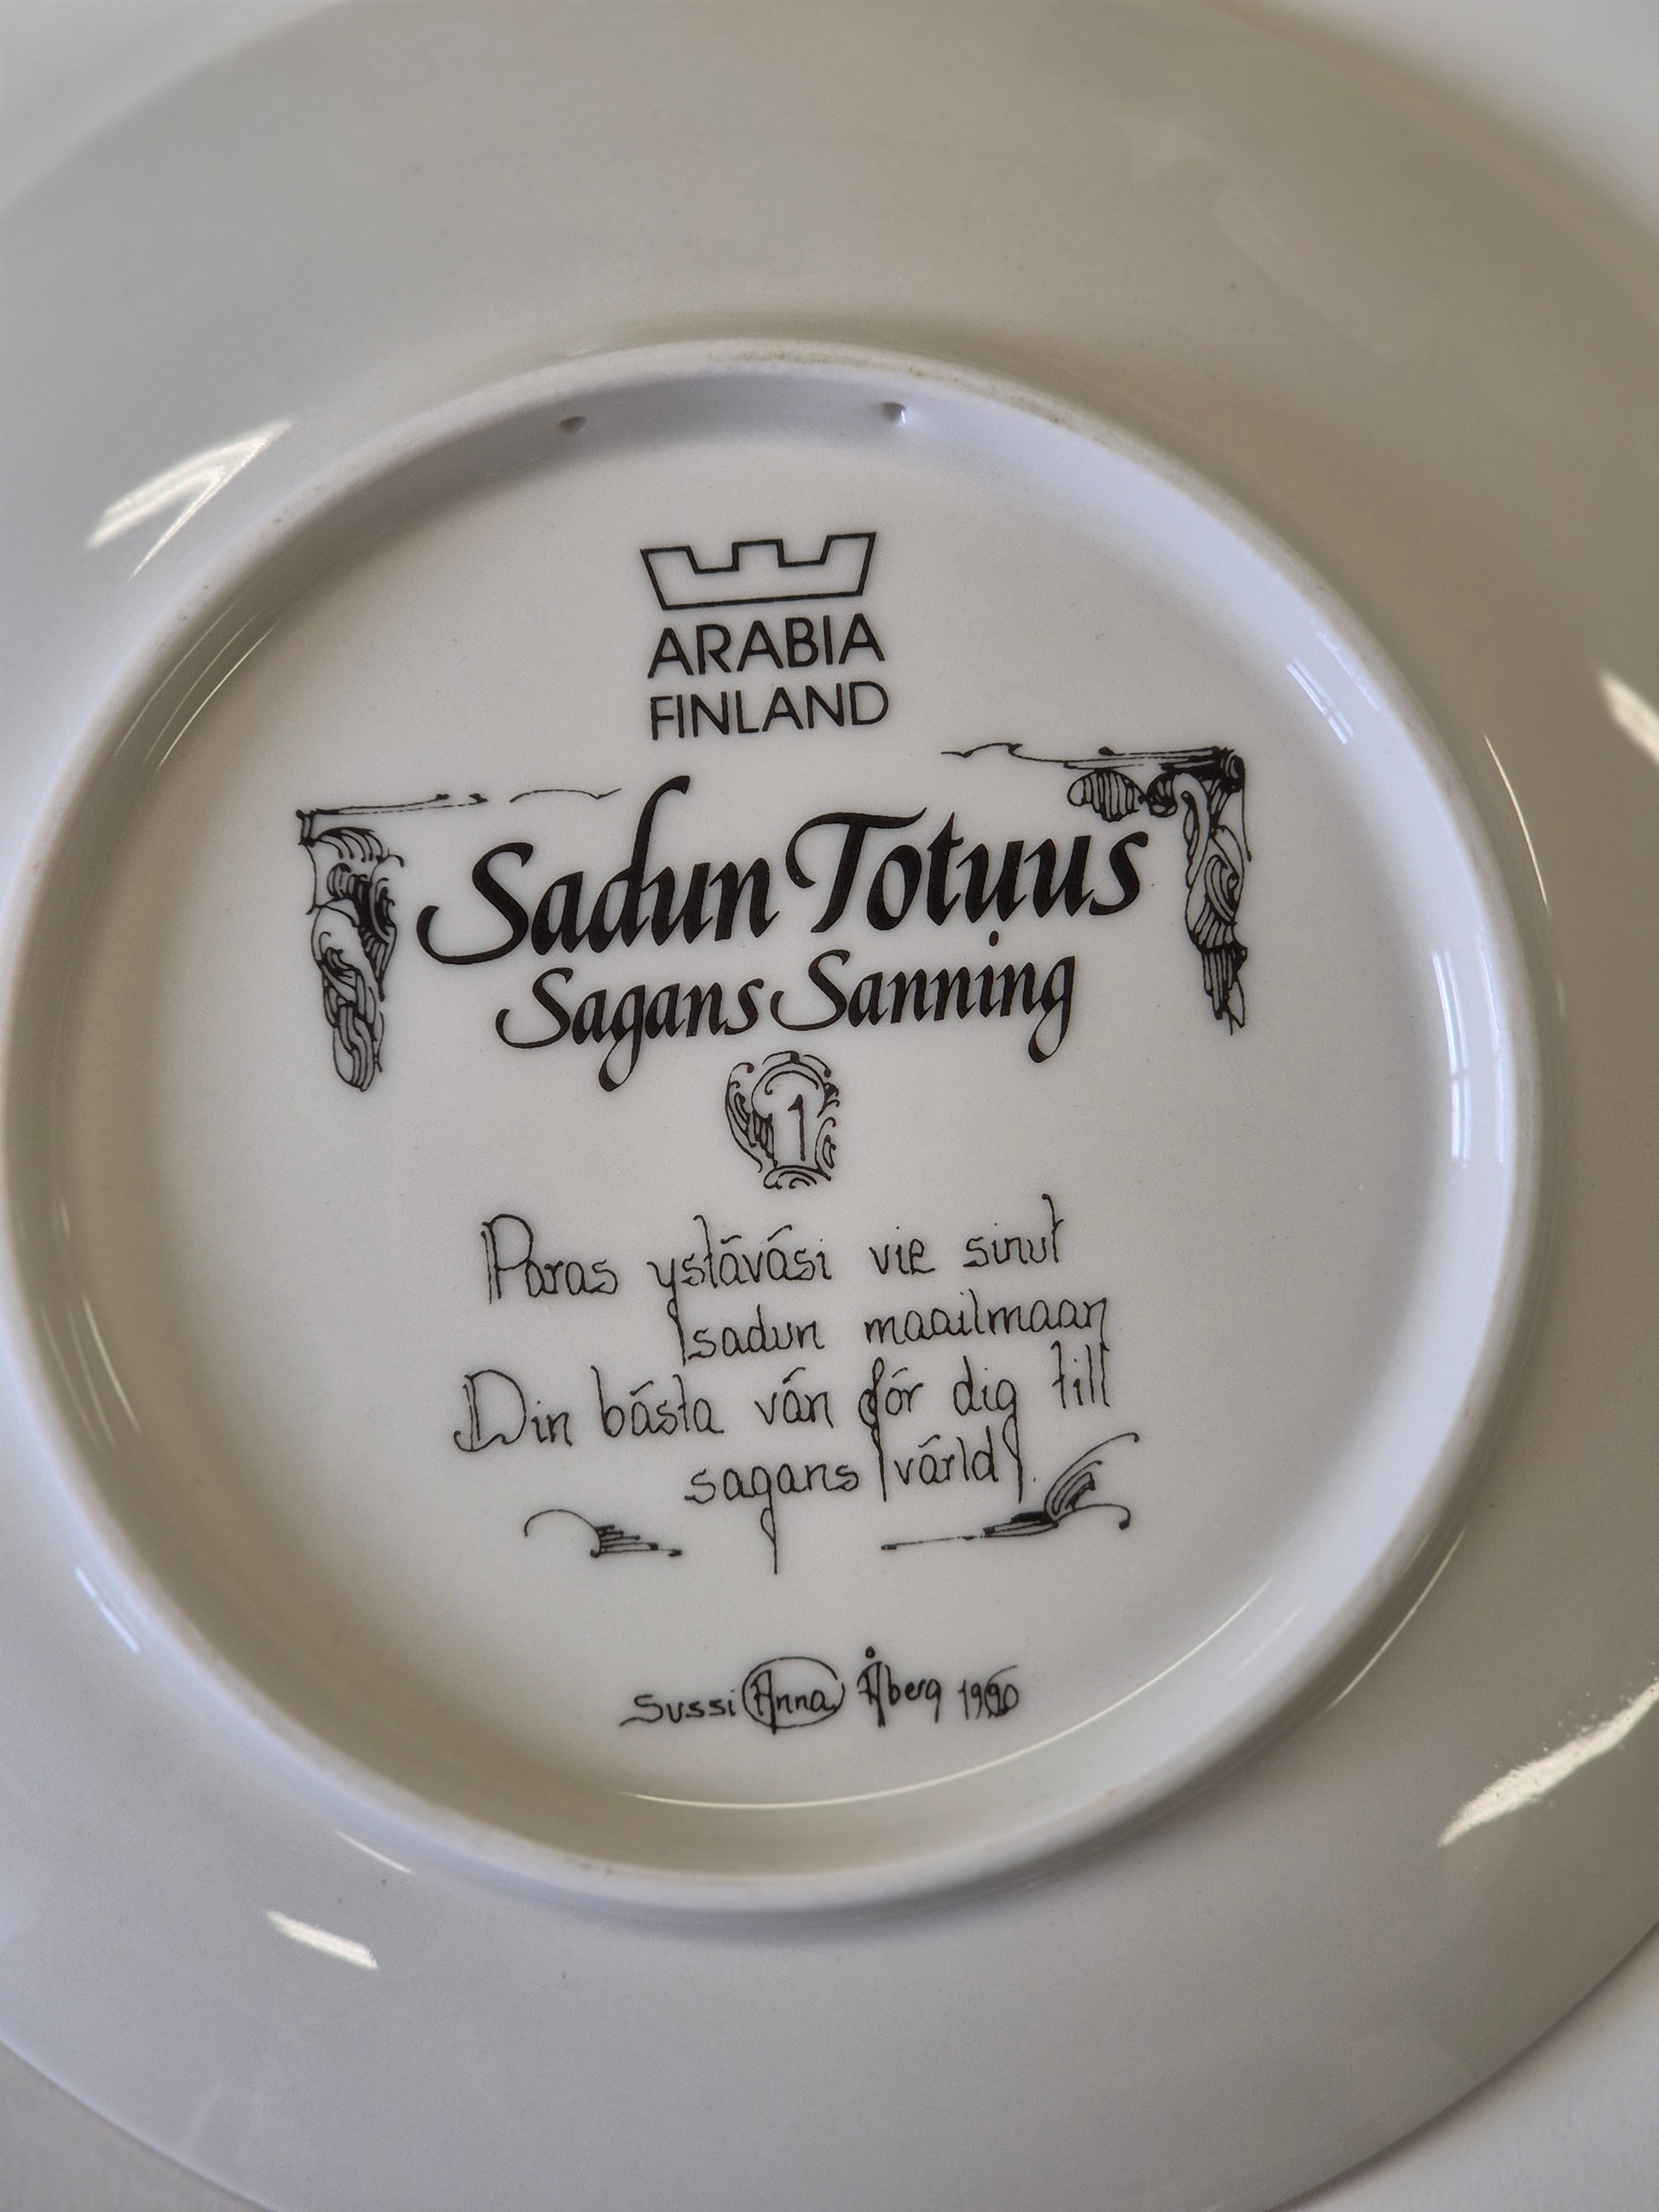 ARABIA
FINLAND
Sadun Totuus
Sagans Sanning
1
Paras ystäväsi vie sinut
sadun maailmaan
Din bästa vän för dig till
sagans värld.
Sussi Anna Åberg 1990